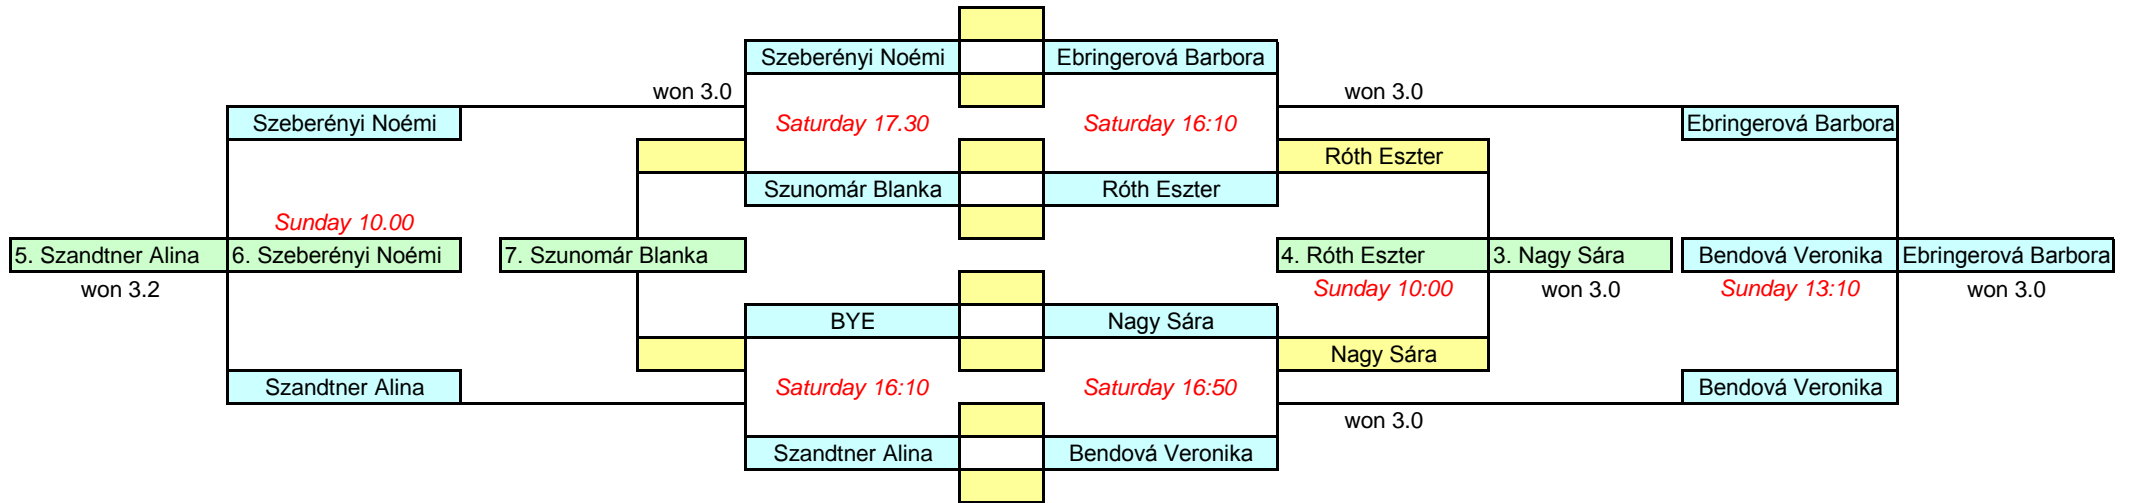 Szeberényi Noémi Ebringerová Barbora
won 3.0 won 3.0
Szeberényi Noémi Saturday 17.30 Saturday 16:10 Ebringerová Barbora
Róth Eszter
Szunomár Blanka Róth Eszter
Sunday 10.00
5. Szandtner Alina 6. Szeberényi Noémi 7. Szunomár Blanka 4. Róth Eszter 3. Nagy Sára Bendová Veronika Ebringerová Barbora
won 3.2 Sunday 10:00 won 3.0 Sunday 13:10 won 3.0
BYE Nagy Sára
Nagy Sára
Szandtner Alina Saturday 16:10 Saturday 16:50 Bendová Veronika
won 3.0
Szandtner Alina Bendová Veronika